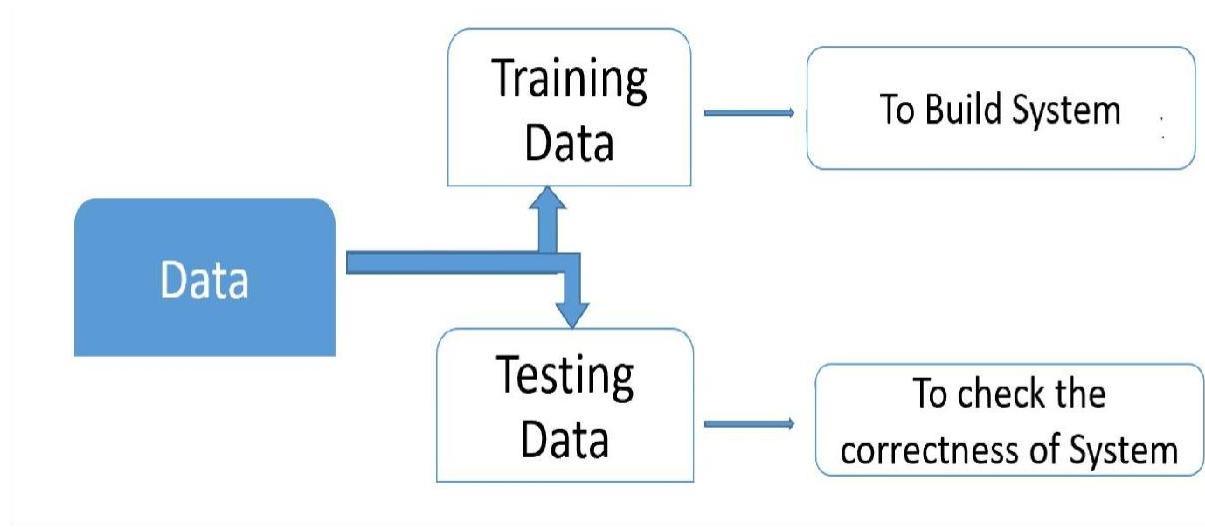 Data
Training
Data
To Build System
Testing
Data
To check the
correctness of System